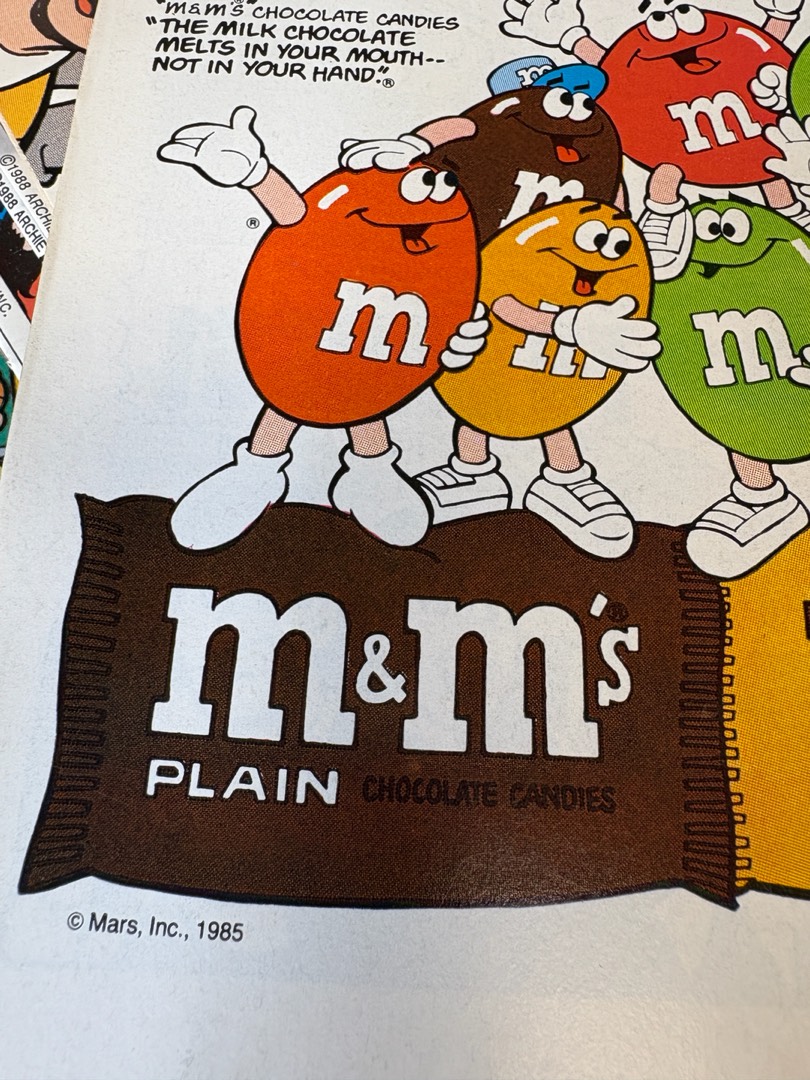 "M&M'S"® CHOCOLATE CANDIES
"THE MILK CHOCOLATE
MELTS IN YOUR MOUTH--
NOT IN YOUR HAND."®
m
m
m
®
m
m
m
©1988 ARCHIE
1988 ARCHIE
INC.
m&m's®
PLAIN CHOCOLATE CANDIES
© Mars, Inc., 1985